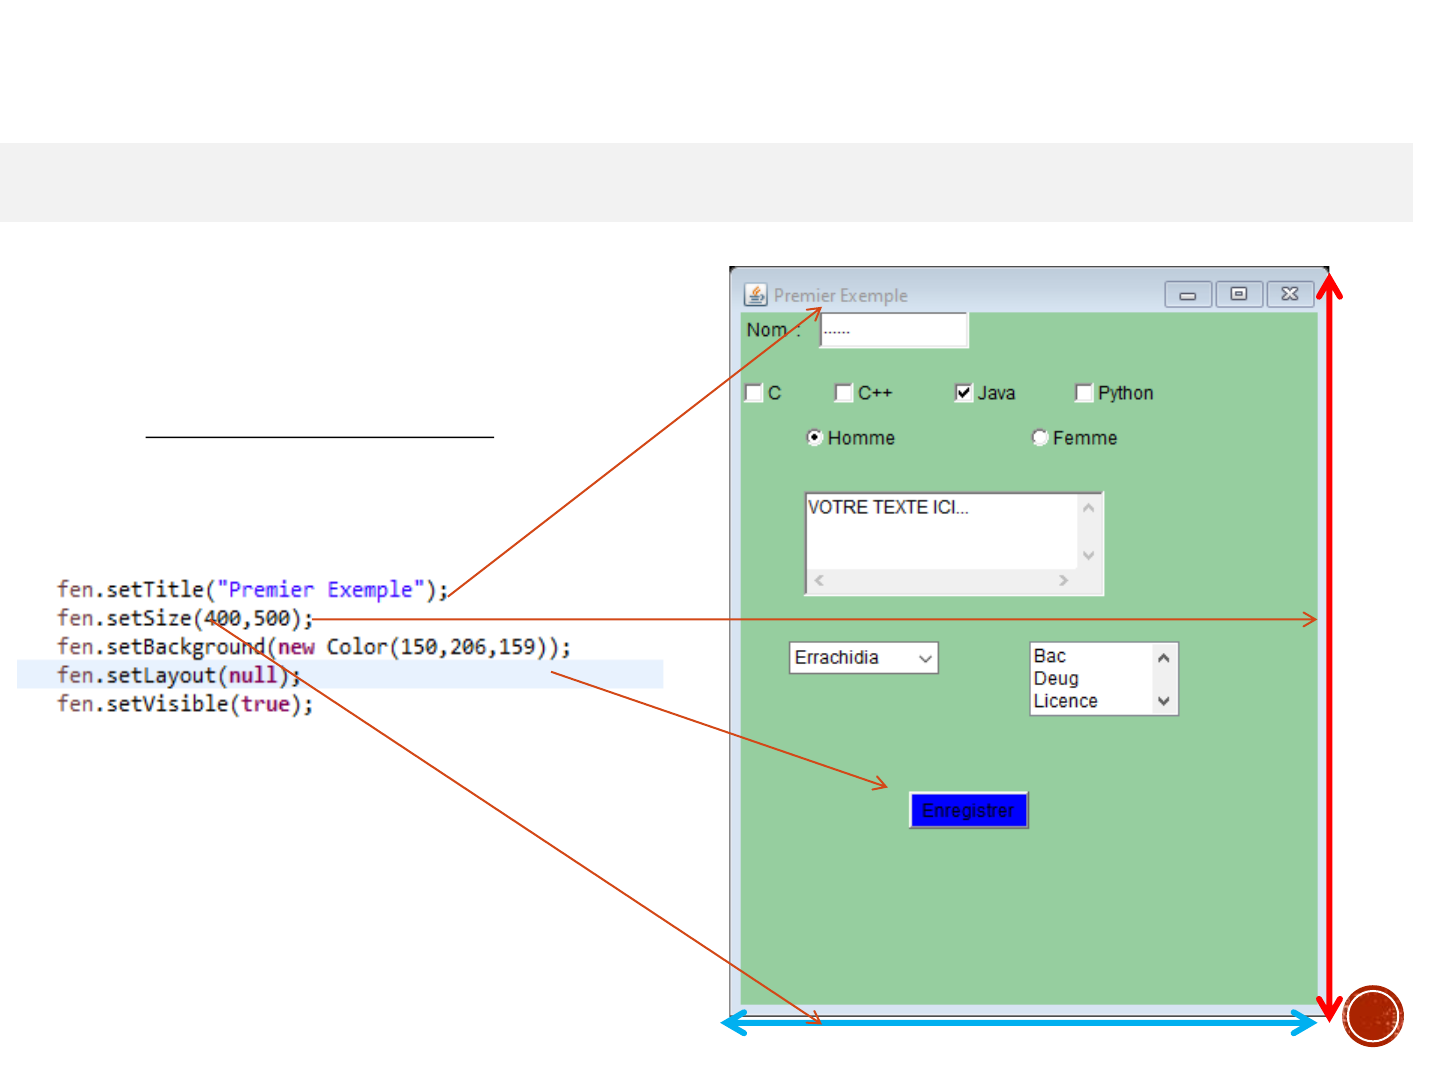 Premier Exemple
Nom : ......
C C++ Java Python
Homme Femme
VOTRE TEXTE ICI...
fen.setTitle("Premier Exemple");
fen.setSize(400,500);
fen.setBackground(new Color(150,206,159));
fen.setLayout(null);
fen.setVisible(true);
Errachidia
Bac
Deug
Licence
Enregistrer